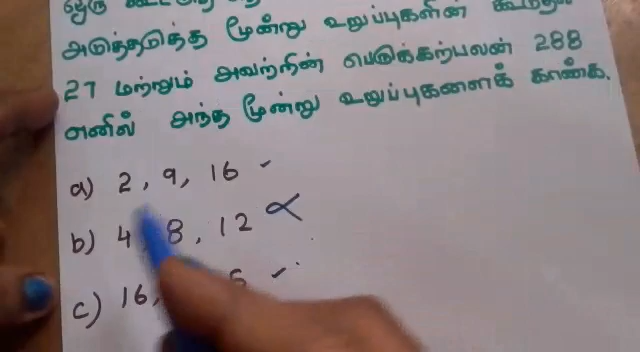 ஒரு
அடுத்தடுத்த மூன்று உறுப்புகளின் கூடுதல்
27 மற்றும் அவற்றின் பெருக்கற்பலன் 288
எனில் அந்த மூன்று உறுப்புகளைக் காண்க.
a) 2, 9, 16
b) 4, 8, 12
c) 16,